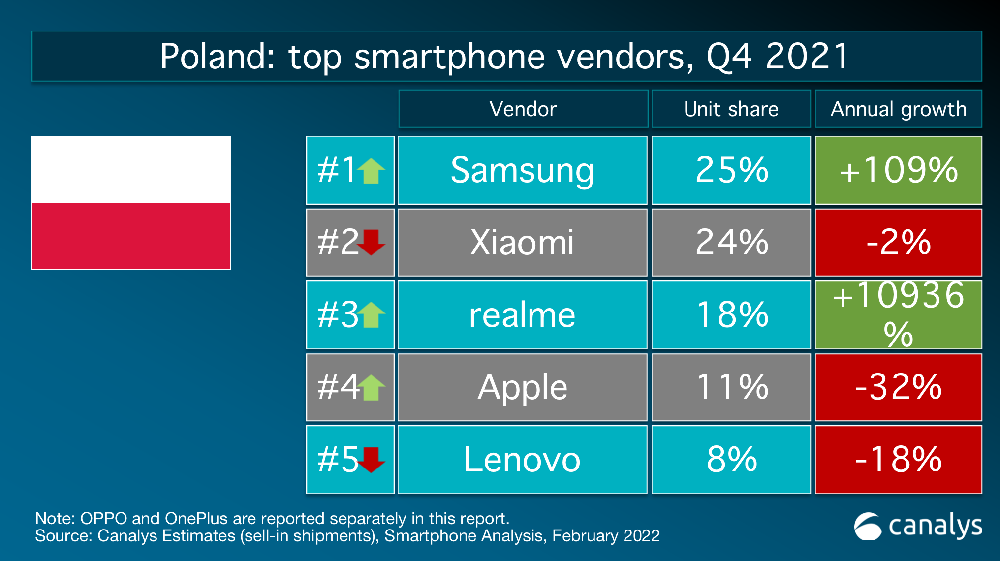 Poland: top smartphone vendors, Q4 2021
Vendor Unit share Annual growth
#1 Samsung 25% +109%
#2 Xiaomi 24% -2%
#3 realme 18% +10936
%
#4 Apple 11% -32%
#5 Lenovo 8% -18%
Note: OPPO and OnePlus are reported separately in this report.
Source: Canalys Estimates (sell-in shipments), Smartphone Analysis, February 2022
canalys